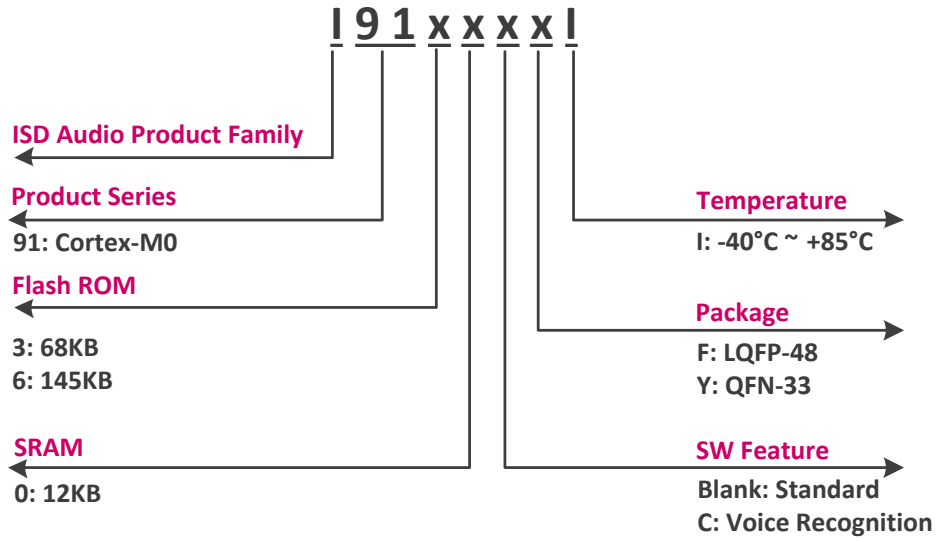 I 9 1 x x x x I
ISD Audio Product Family
Product Series
91: Cortex-M0
Flash ROM
3: 68KB
6: 145KB
SRAM
0: 12KB
Temperature
I: -40°C ~ +85°C
Package
F: LQFP-48
Y: QFN-33
SW Feature
Blank: Standard
C: Voice Recognition